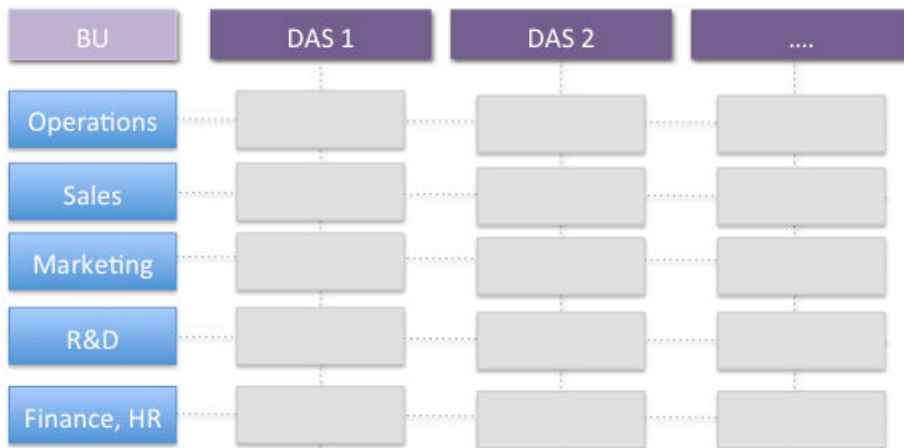 BU
DAS 1
DAS 2
....
Operations
Sales
Marketing
R&D
Finance, HR